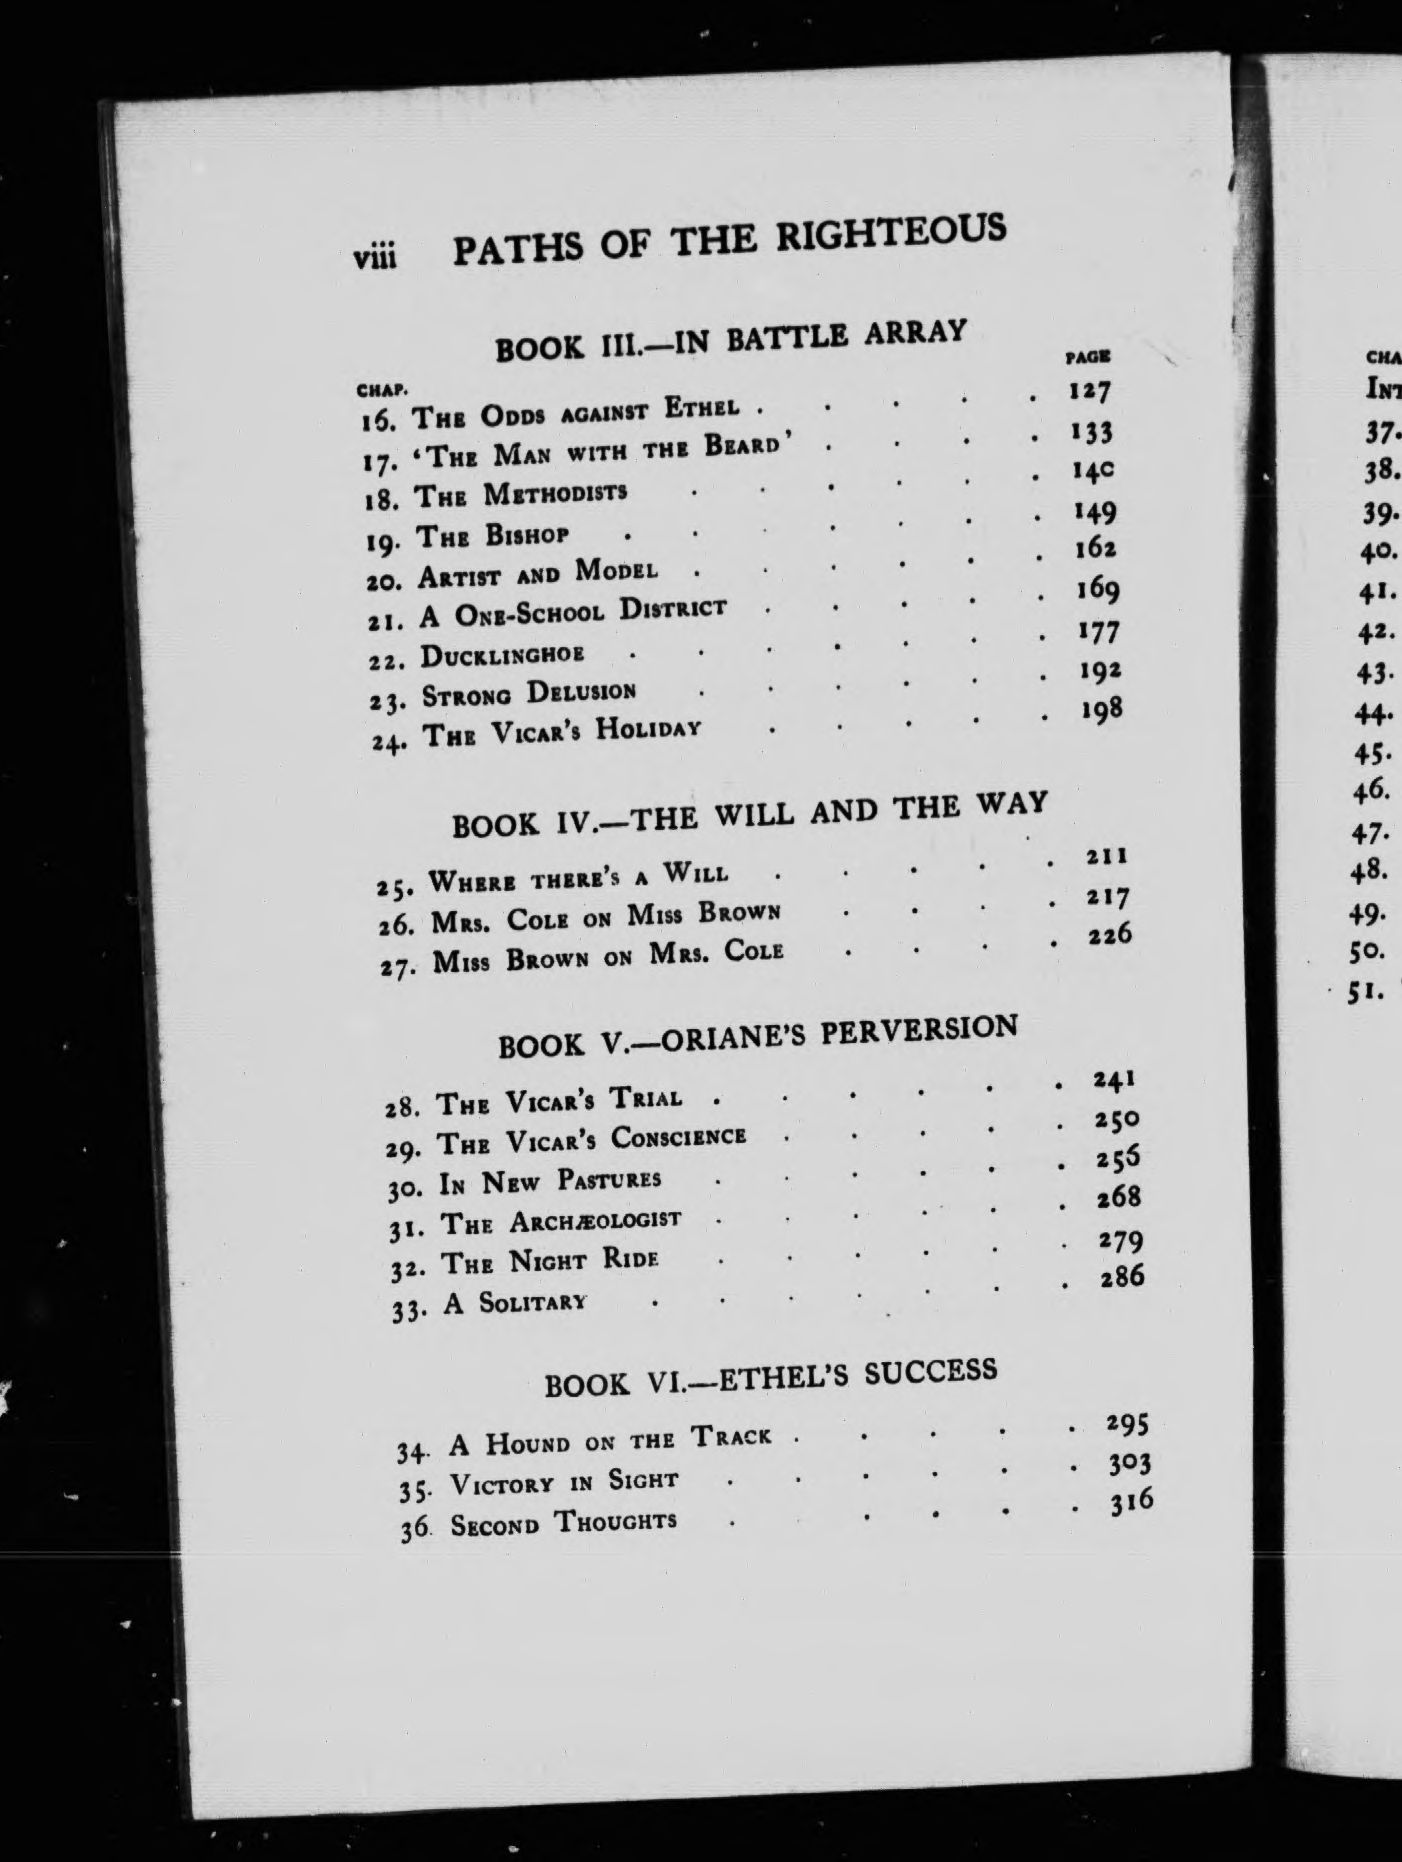 viii PATHS OF THE RIGHTEOUS
BOOK III.—IN BATTLE ARRAY
CHAP. PAGE
16. THE ODDS AGAINST ETHEL . . . . . 127
17. ‘THE MAN WITH THE BEARD’ . . . . 133
18. THE METHODISTS . . . . . . 140
19. THE BISHOP . . . . . . . 149
20. ARTIST AND MODEL . . . . . . 162
21. A ONE-SCHOOL DISTRICT . . . . . 169
22. DUCKLINGHOE . . . . . . . 177
23. STRONG DELUSION . . . . . . 192
24. THE VICAR’S HOLIDAY . . . . . 198
BOOK IV.—THE WILL AND THE WAY
25. WHERE THERE’S A WILL . . . . . 211
26. MRS. COLE ON MISS BROWN . . . . 217
27. MISS BROWN ON MRS. COLE . . . . 226
BOOK V.—ORIANE’S PERVERSION
28. THE VICAR’S TRIAL . . . . . . 241
29. THE VICAR’S CONSCIENCE . . . . . 250
30. IN NEW PASTURES . . . . . . 256
31. THE ARCHÆOLOGIST . . . . . . 268
32. THE NIGHT RIDE . . . . . . 279
33. A SOLITARY . . . . . . . 286
BOOK VI.—ETHEL’S SUCCESS
34. A HOUND ON THE TRACK . . . . . 295
35. VICTORY IN SIGHT . . . . . . 303
36. SECOND THOUGHTS . . . . . . 316
CHA
INT
37.
38.
39.
40.
41.
42.
43.
44.
45.
46.
47.
48.
49.
50.
51.